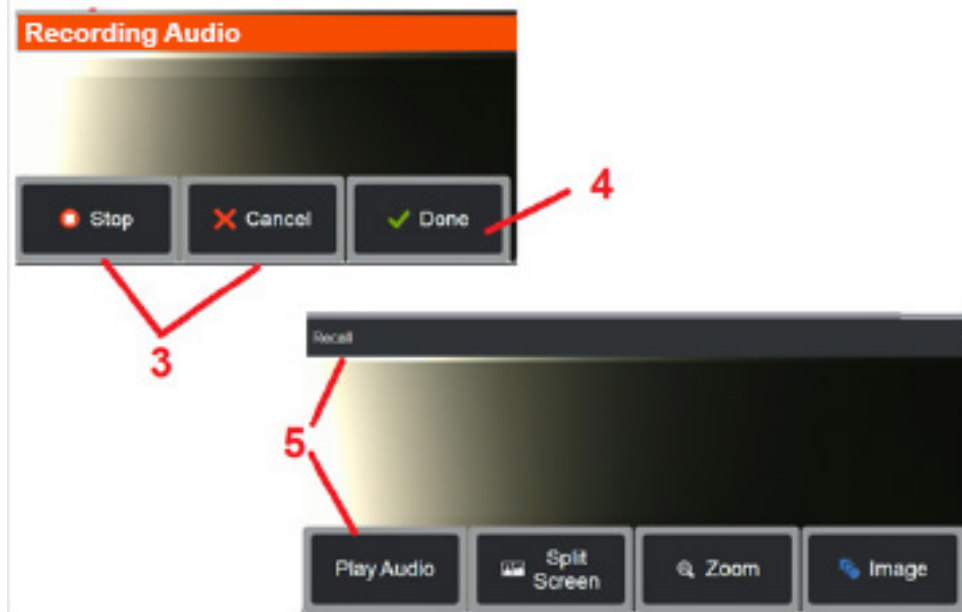 Recording Audio
Stop Cancel Done
4
3
Recall
5
Play Audio Split Screen Zoom Image